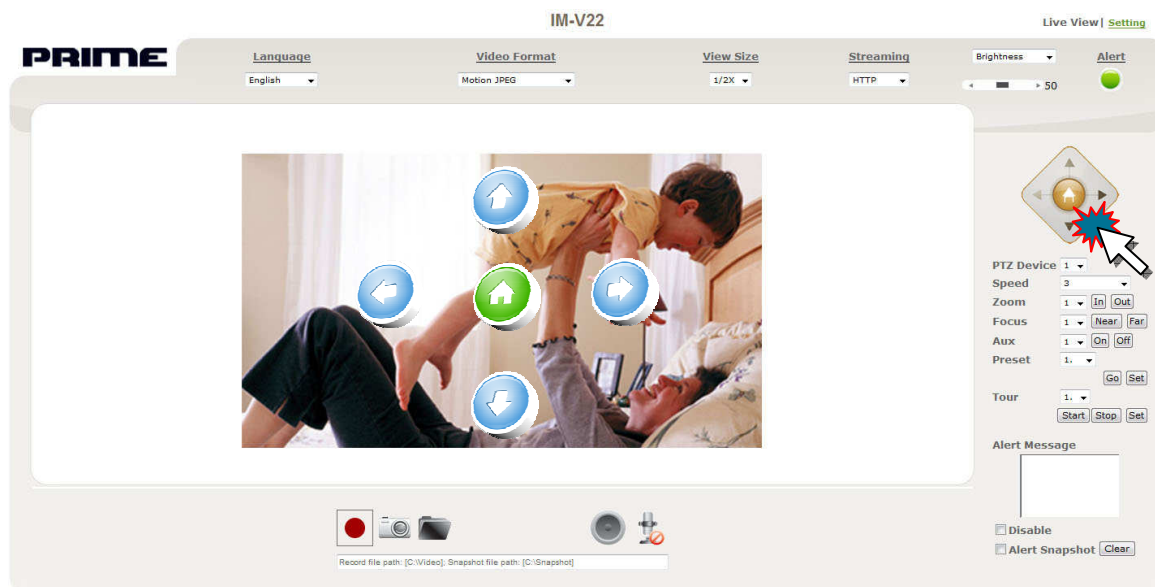 IM-V22
Live View| Setting
PRIME
Language
Video Format
View Size
Streaming
Brightness
Alert
English
Motion JPEG
1/2X
HTTP
50
PTZ Device 1
Speed 3
Zoom 1 In Out
Focus 1 Near Far
Aux 1 On Off
Preset 1.
Go Set
Tour 1.
Start Stop Set
Alert Message
Disable
Alert Snapshot Clear
Record file path: [C:\Video]; Snapshot file path: [C:\Snapshot]